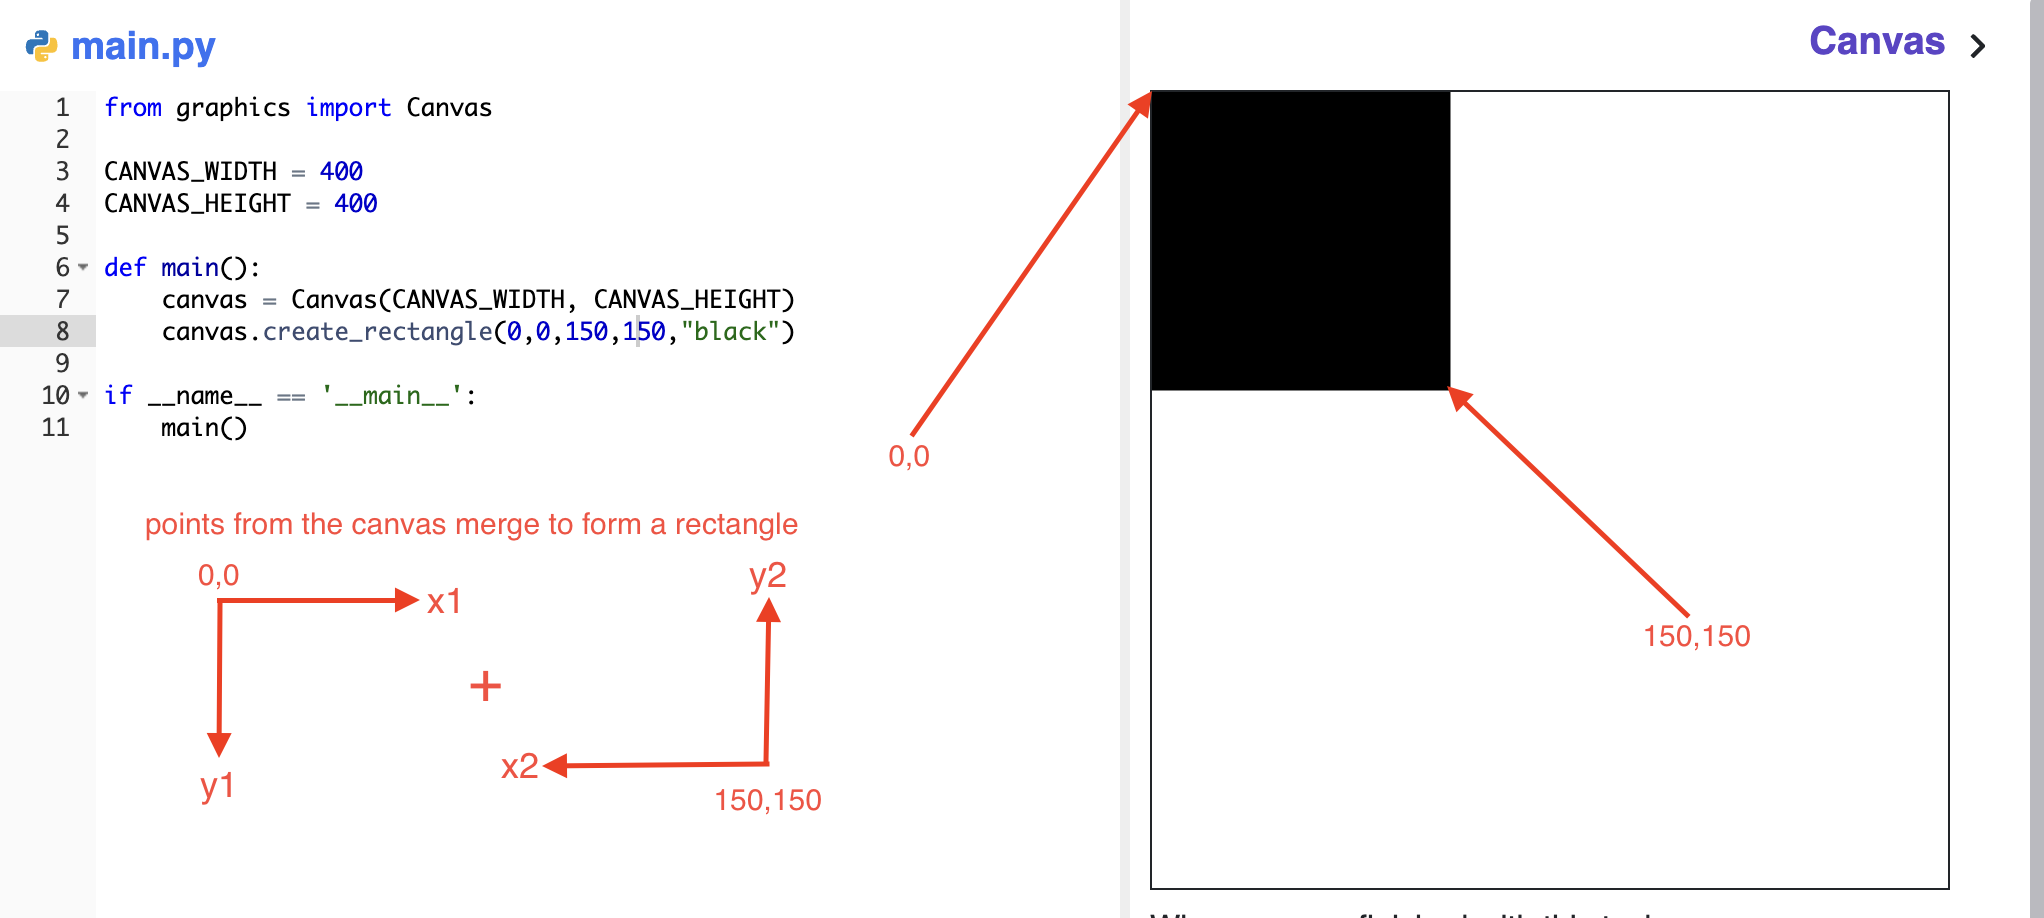 main.py
1 from graphics import Canvas
2
3 CANVAS_WIDTH = 400
4 CANVAS_HEIGHT = 400
5
6 def main():
7     canvas = Canvas(CANVAS_WIDTH, CANVAS_HEIGHT)
8     canvas.create_rectangle(0,0,150,150,"black")
9
10 if __name__ == '__main__':
11     main()
0,0
points from the canvas merge to form a rectangle
0,0
x1
y1
+
y2
x2
150,150
Canvas
150,150